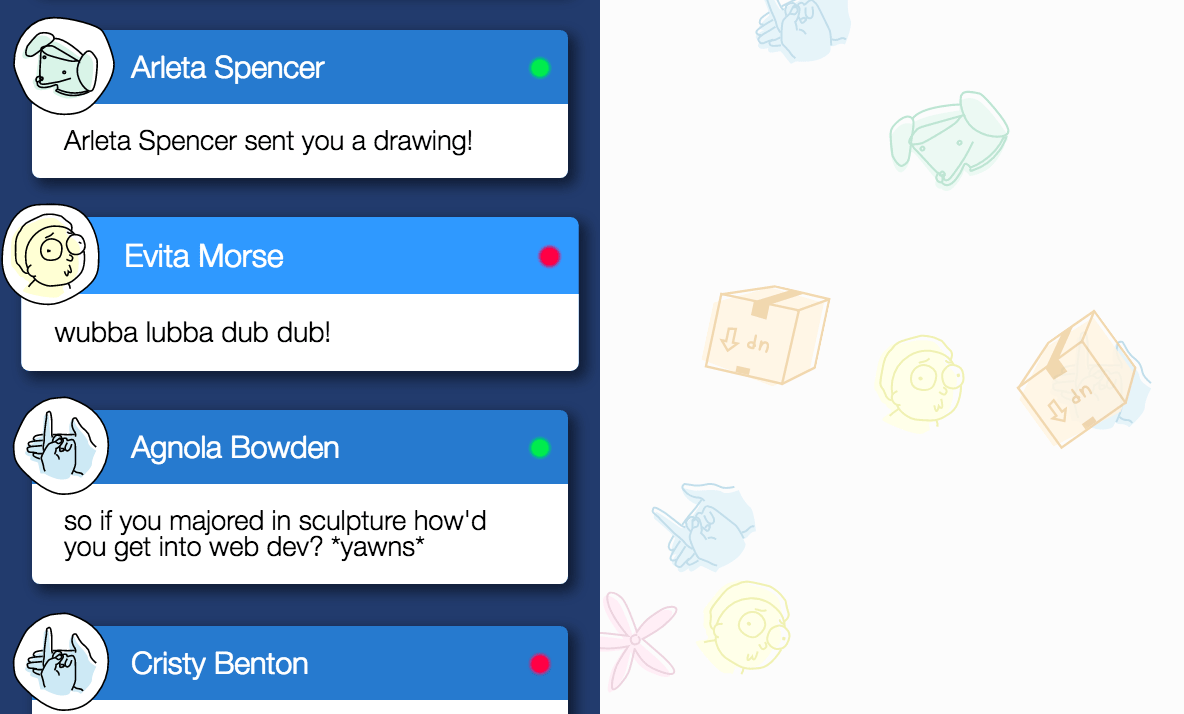 Arleta Spencer
Arleta Spencer sent you a drawing!
Evita Morse
wubba lubba dub dub!
Agnola Bowden
so if you majored in sculpture how'd
you get into web dev? *yawns*
Cristy Benton
dn
dn